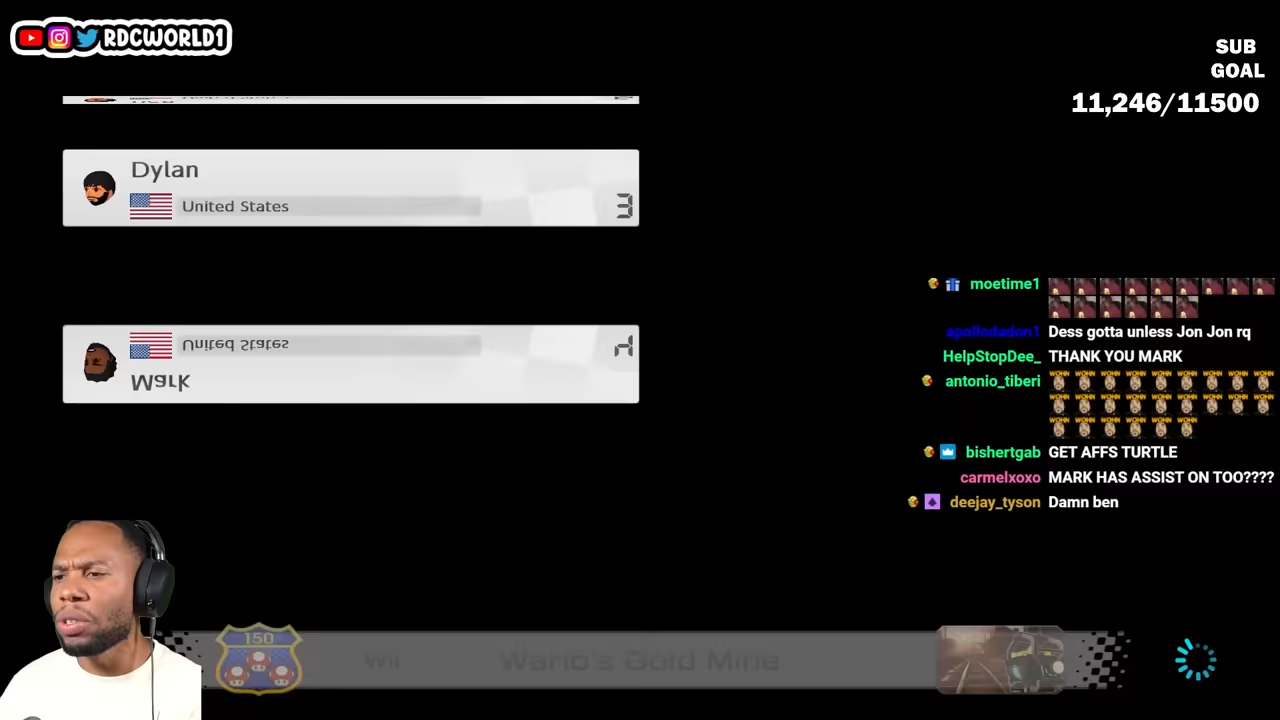 RDCWORLD1
SUB
GOAL
11,246/11500
Dylan
United States
3
United States
4
Mark
moetime1
apollodadon1 Dess gotta unless Jon Jon rq
HelpStopDee_ THANK YOU MARK
antonio_tiberi
bishertgab GET AFFS TURTLE
carmelxoxo MARK HAS ASSIST ON TOO????
deejay_tyson Damn ben
150
Wii
Wario's Gold Mine